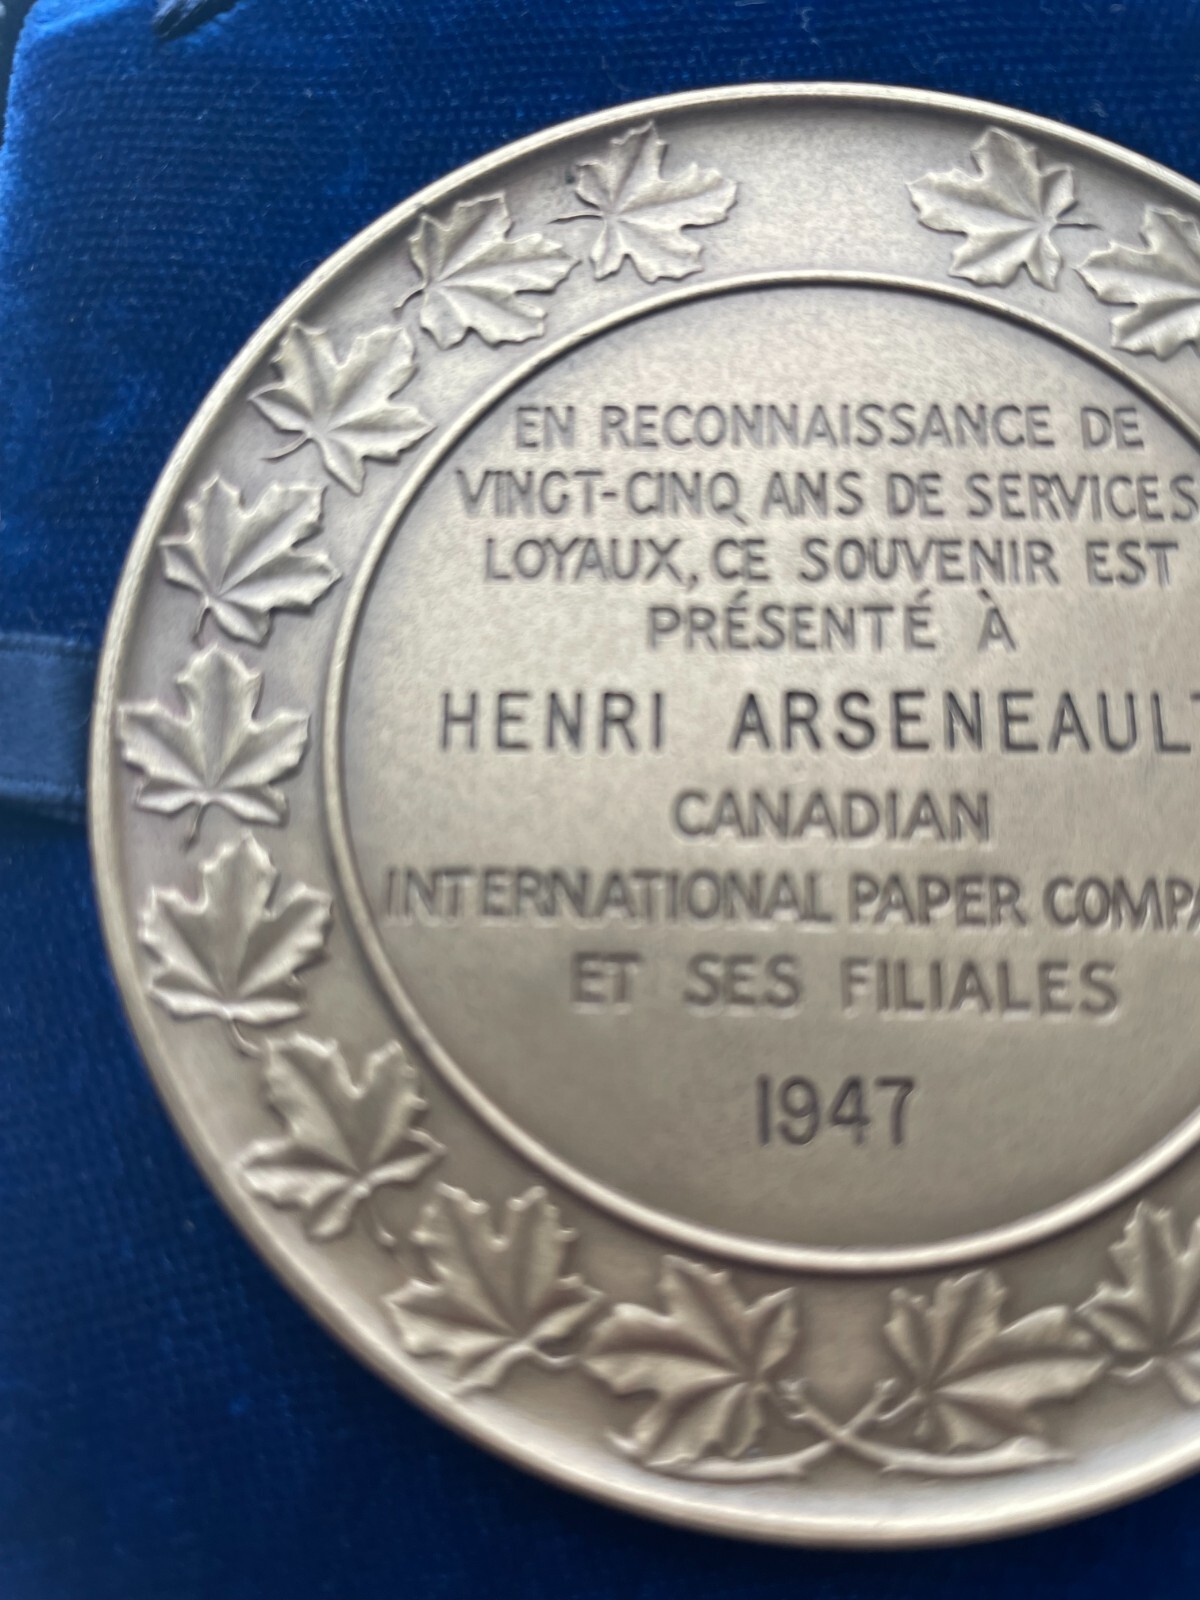 EN RECONNAISSANCE DE
VINGT-CINQ ANS DE SERVICES
LOYAUX, CE SOUVENIR EST
PRÉSENTÉ À
HENRI ARSENEAULT
CANADIAN
INTERNATIONAL PAPER COMPA
ET SES FILIALES
1947